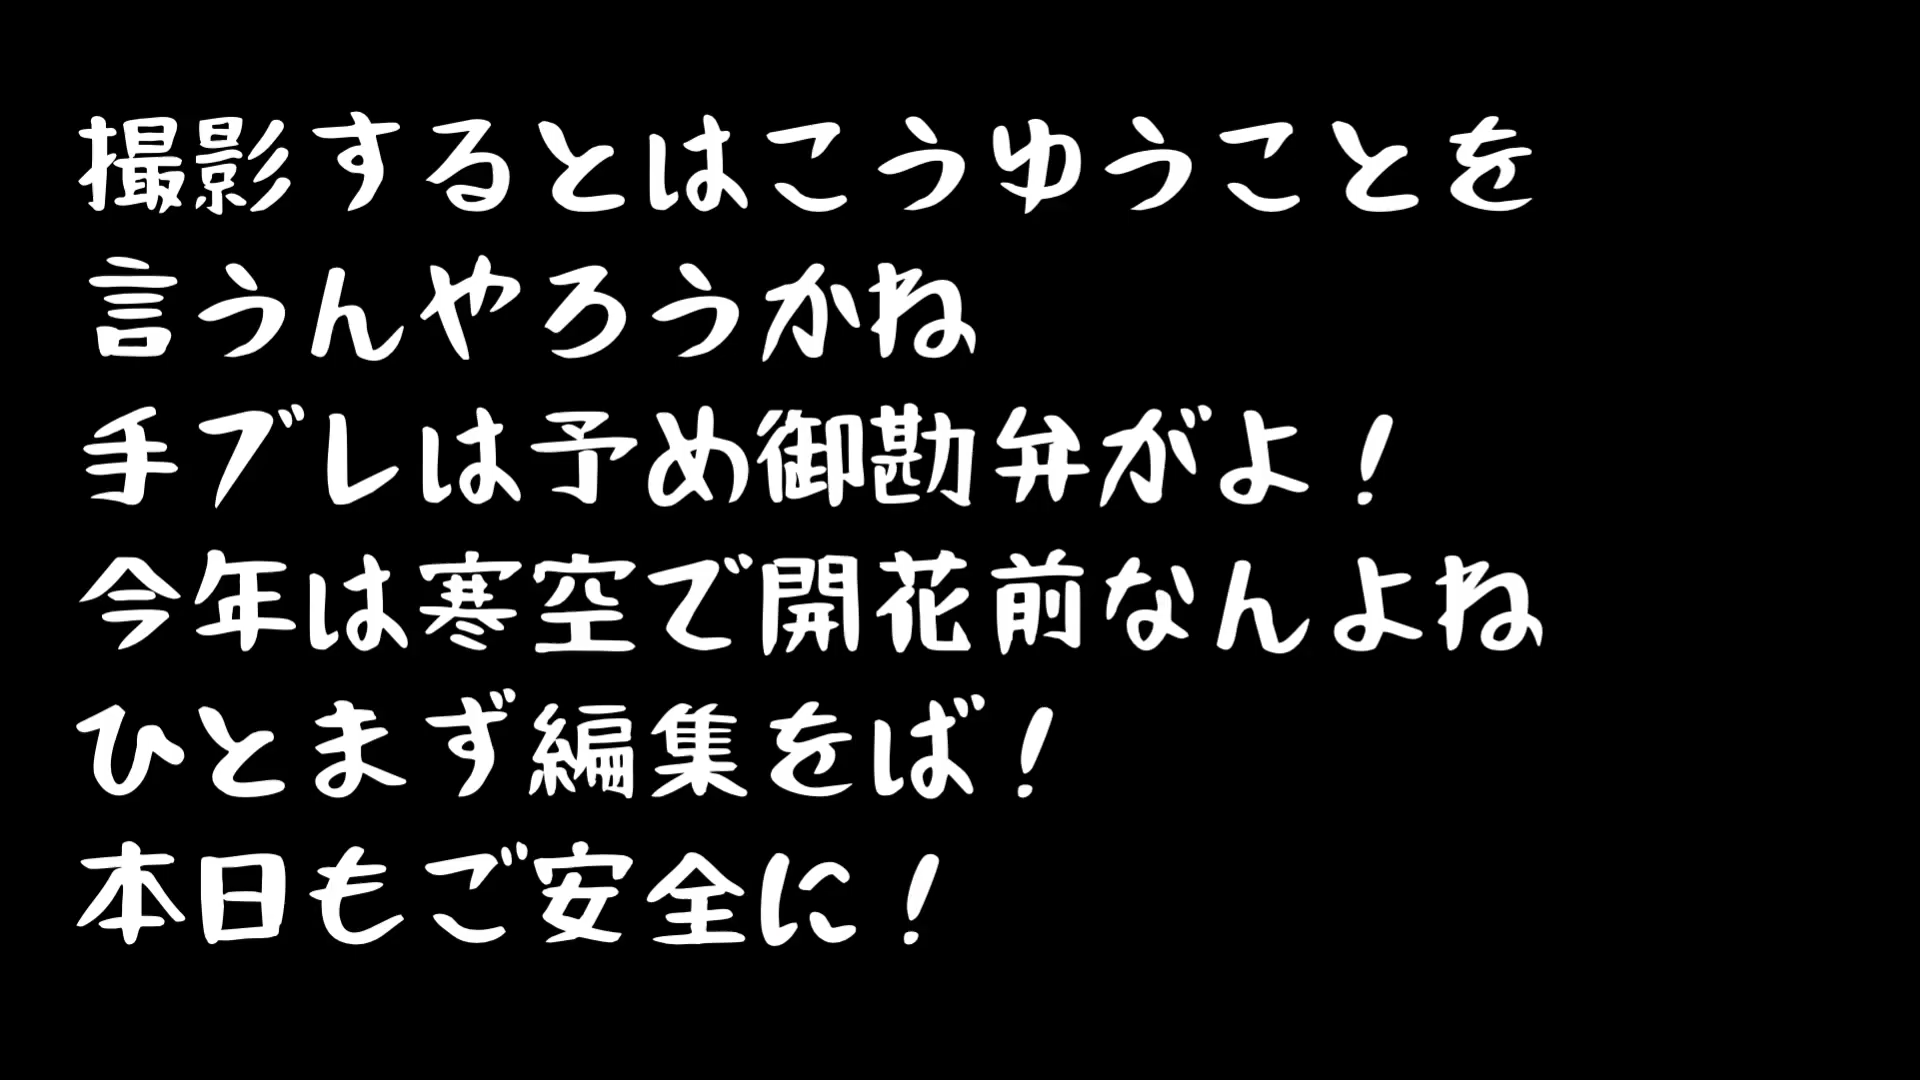 撮影するとはこうゆうことを
言うんやろうかね
手ブレは予め御勘弁がよ！
今年は寒空で開花前なんよね
ひとまず編集をば！
本日もご安全に！